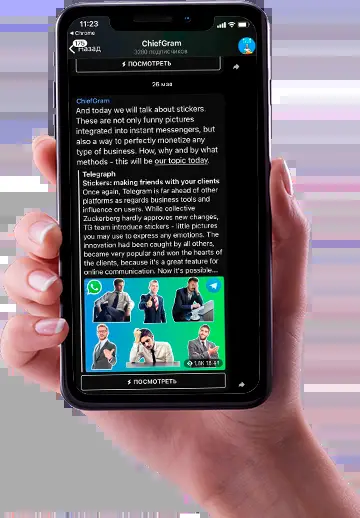 11:23
Chrome
175
Назад
ChiefGram
3280 подписчиков
ПОСМОТРЕТЬ
26 мая
ChiefGram
And today we will talk about stickers.
These are not only funny pictures
integrated into instant messengers, but
also a way to perfectly monetize any
type of business. How, why and by what
methods - this will be our topic today.
Telegraph
Stickers: making friends with your clients
Once again, Telegram is far ahead of other
platforms as regards business tools and
influence on users. While collective
Zuckerberg hardly approves new changes,
TG team introduce stickers - little pictures
you may use to express any emotions. The
innovation had been caught by all others,
became very popular and won the hearts of
the clients, because it's a great feature for
online communication. Now it's possible...
ПОСМОТРЕТЬ